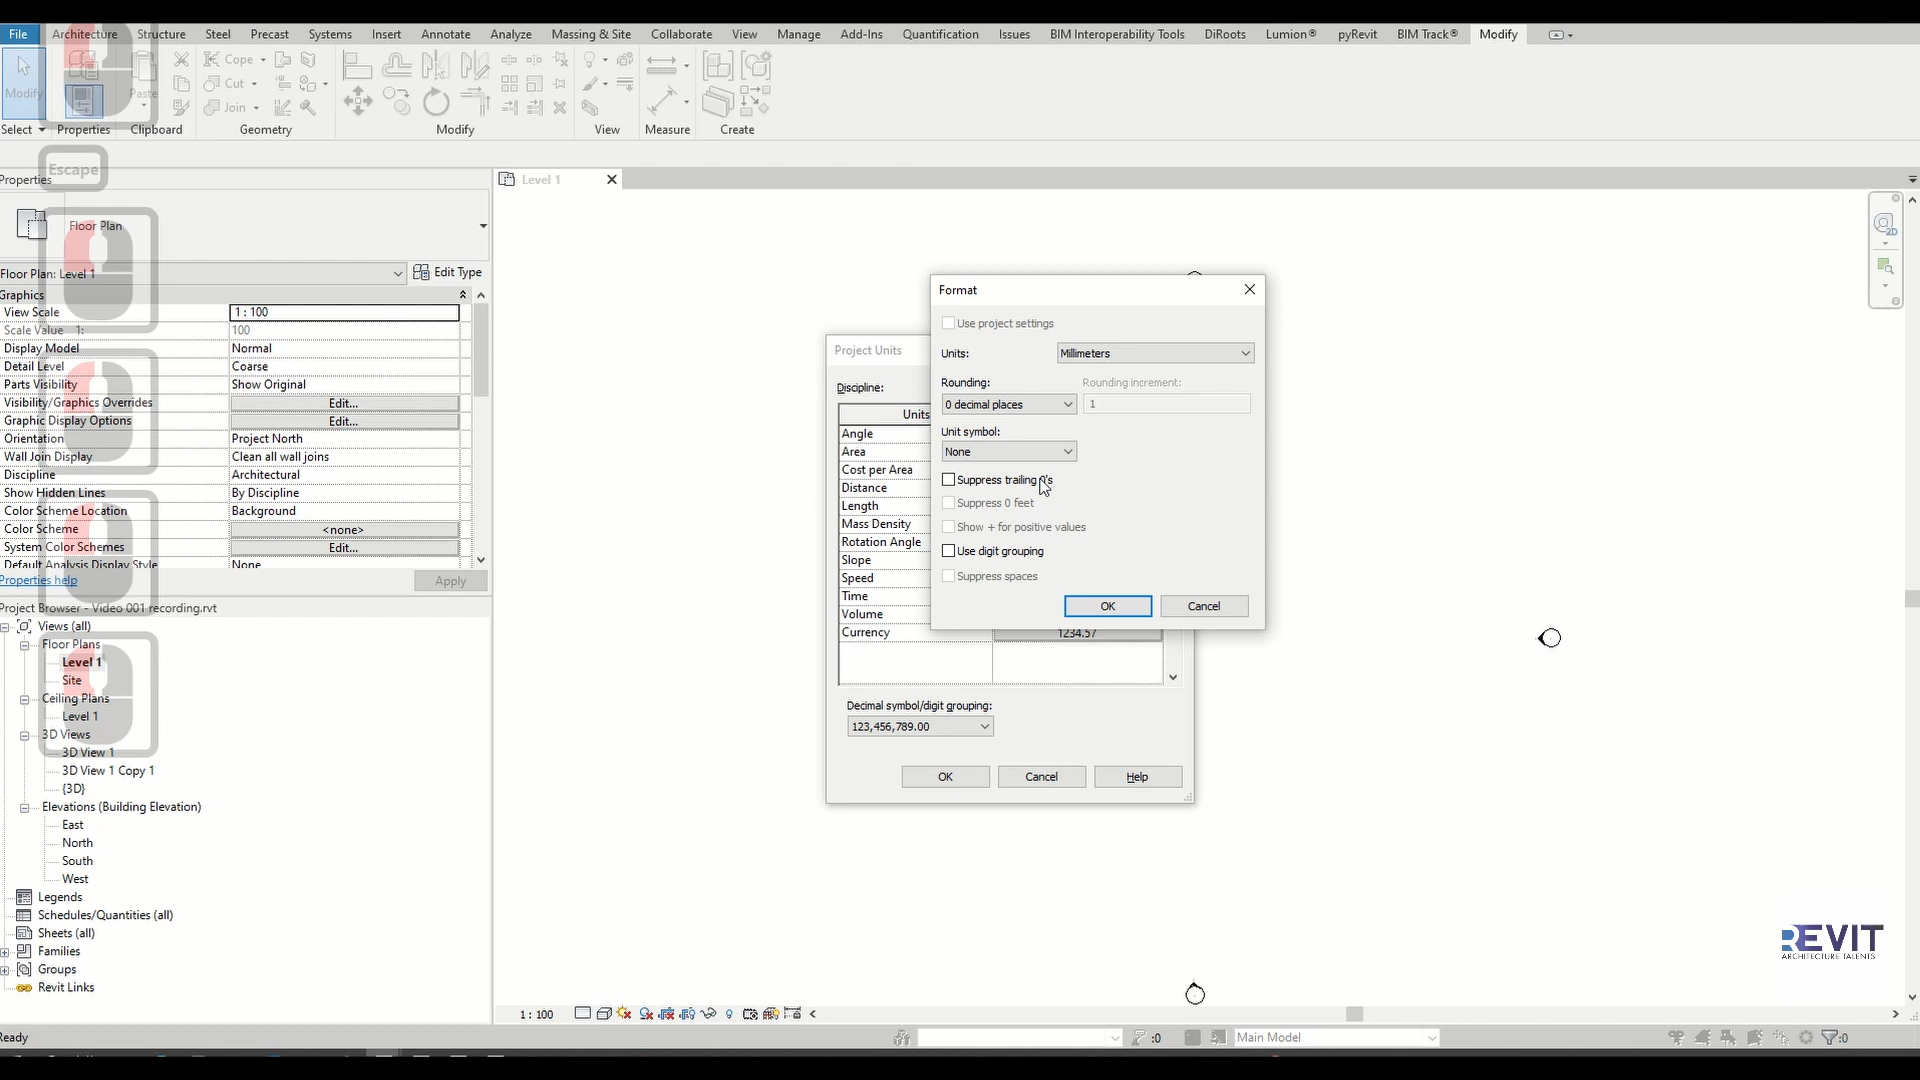 File Architecture Structure Steel Precast Systems Insert Annotate Analyze Massing & Site Collaborate View Manage Add-Ins Quantification Issues BIM Interoperability Tools DiRoots Lumion® pyRevit BIM Track® Modify
Modify Paste Cope Cut Join
Select Properties Clipboard Geometry Modify View Measure Create
Escape
Properties
Level 1
2D
Floor Plan
Floor Plan: Level 1 Edit Type
Graphics
View Scale 1 : 100
Scale Value 1: 100
Display Model Normal
Detail Level Coarse
Parts Visibility Show Original
Visibility/Graphics Overrides Edit...
Graphic Display Options Edit...
Orientation Project North
Wall Join Display Clean all wall joins
Discipline Architectural
Show Hidden Lines By Discipline
Color Scheme Location Background
Color Scheme <none>
System Color Schemes Edit...
Default Analysis Display Style None
Properties help Apply
Project Browser - Video 001 recording.rvt
Views (all)
Floor Plans
Level 1
Site
Ceiling Plans
Level 1
3D Views
3D View 1
3D View 1 Copy 1
{3D}
Elevations (Building Elevation)
East
North
South
West
Legends
Schedules/Quantities (all)
Sheets (all)
Families
Groups
Revit Links
Project Units
Discipline:
Units
Angle
Area
Cost per Area
Distance
Length
Mass Density
Rotation Angle
Slope
Speed
Time
Volume
Currency 1234.57
Decimal symbol/digit grouping:
123,456,789.00
OK Cancel Help
Format
Use project settings
Units: Millimeters
Rounding: Rounding increment:
0 decimal places 1
Unit symbol:
None
Suppress trailing 0's
Suppress 0 feet
Show + for positive values
Use digit grouping
Suppress spaces
OK Cancel
REVIT
ARCHITECTURE TALENTS
1 : 100
Ready :0 Main Model :0